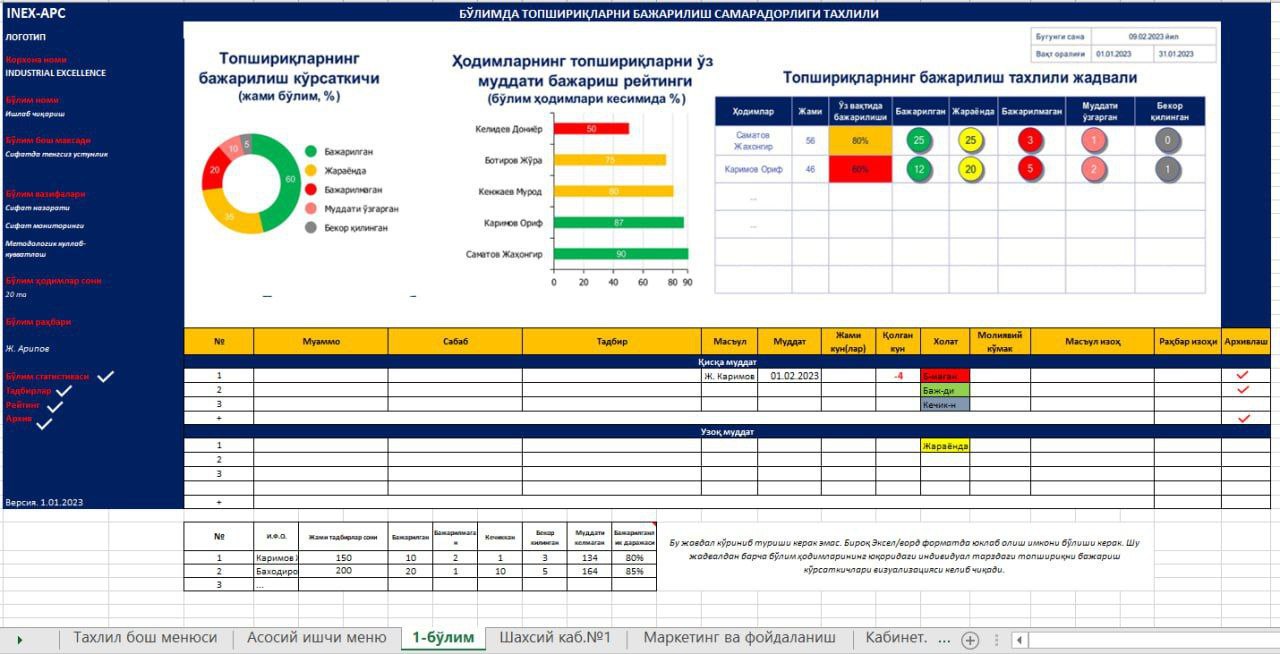 INEX-APC
БЎЛИМДА ТОПШИРИҚЛАРНИ БАЖАРИЛИШ САМАРАДОРЛИГИ ТАХЛИЛИ
ЛОГОТИП
Корхона номи
INDUSTRIAL EXCELLENCE
Бўлим номи
Ишлаб чиқариш
Бўлим бош максади
Сифатда тенгсиз устунлик
Бўлим вазифалари
Сифат назорати
Сифат мониторинги
Методологик куллаб-
кувватлош
Бўлим ҳодимлар сони
20 та
Бўлим раҳбари
Ж. Арипов
Бўлим статистикаси
Тадбирлар
Рейтинг
Архив
Версия. 1.01.2023
Топшириқларнинг
бажарилиш кўрсаткичи
(жами бўлим, %)
60
35
20
10
5
Бажарилган
Жараёнда
Бажарилмаган
Муддати ўзгарган
Бекор қилинган
Ҳодимларнинг топшириқларни ўз
муддати бажариш рейтинги
(бўлим ҳодимлари кесимида %)
Келидев Дониёр 50
Ботиров Жўра 75
Кенжаев Мурод 80
Каримов Ориф 87
Саматов Жаҳонгир 90
0 20 40 60 80 90
Бугунги сана 09.02.2023 йил
Вақт оралиғи 01.01.2023 31.01.2023
Топшириқларнинг бажарилиш тахлили жадвали
Ҳодимлар Жами Ўз вақтида бажарилиши Бажарилган Жараёнда Бажарилмаган Муддати ўзгарган Бекор қилинган
Саматов Жахонгир 56 80% 25 25 3 1 0
Каримов Ориф 46 60% 12 20 5 2 1
...
...
№ Муаммо Сабаб Тадбир Масъул Муддат Жами кун(лар) Қолган кун Холат Молиявий кўмак Масъул изоҳ Раҳбар изоҳи Архивлаш
Қисқа муддат
1 Ж. Каримов 01.02.2023 -4 Б-маган
2 Баж-ди
3 Кечик-н
+
Узоқ муддат
1 Жараёнда
2
3
+
№ И.Ф.О. Жами тадбирлар сони Бажарилган Бажарилмаган Кечиккан Бекор килинган Муддати келмаган Бажарилганлик даражаси
1 Каримов 150 10 2 1 3 134 80%
2 Баходиро 200 20 1 10 5 164 85%
3 ...
Бу жавдал кўриниб туриши керак эмас. Бироқ Эксел/ворд форматда юклаб олиш имкони бўлиши керак. Шу
жадвалдан барча бўлим ҳодимларининг юқоридаги индивидуал тарздаги топшириқни бажариш
кўрсаткичлари визуализацияси келиб чиқади.
Тахлил бош менюси Асосий ишчи меню 1-бўлим Шахсий каб.№1 Маркетинг ва фойдаланиш Кабинет. ...